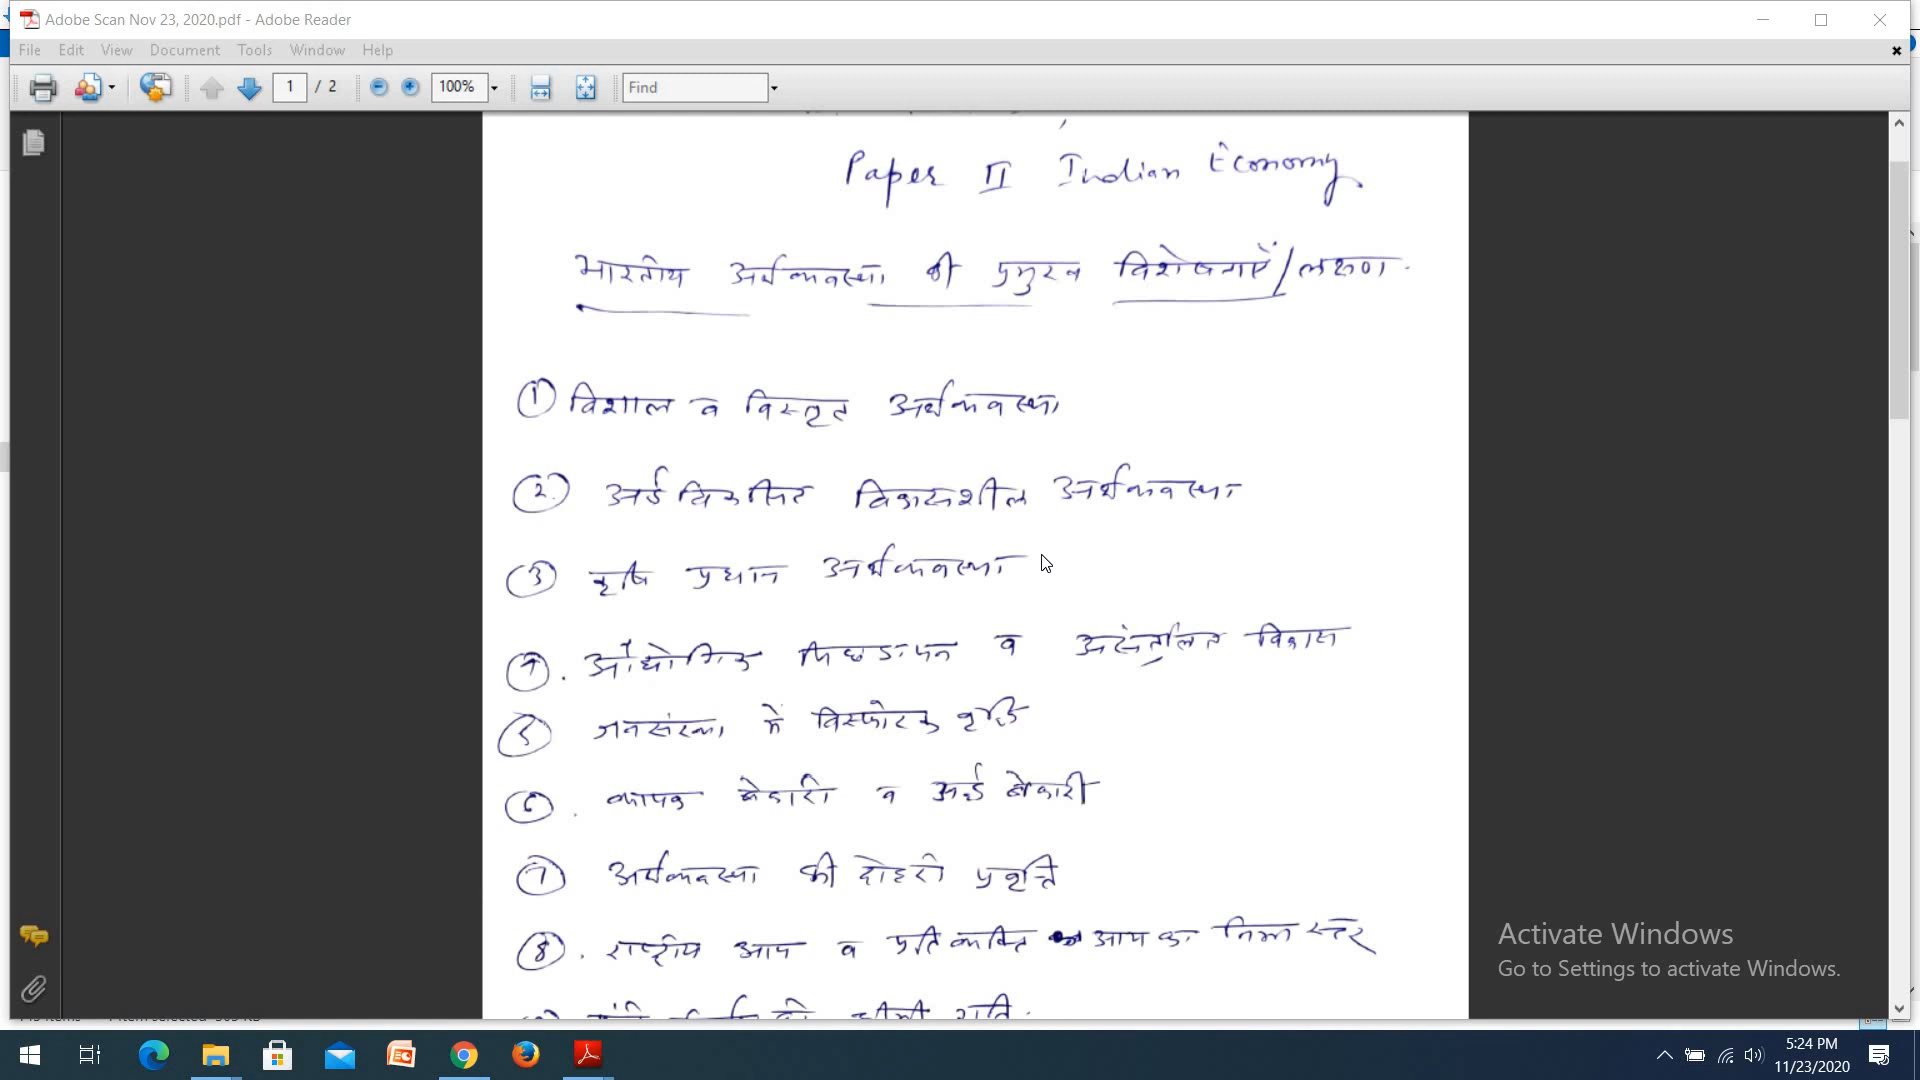 Adobe Scan Nov 23, 2020.pdf - Adobe Reader
File Edit View Document Tools Window Help
1 / 2 100% Find
Paper II Indian Economy
भारतीय अर्थव्यवस्था की प्रमुख विशेषताएँ/लक्षण.
① विशाल व विस्तृत अर्थव्यवस्था
② अर्द्ध विकसित विकासशील अर्थव्यवस्था
③ कृषि प्रधान अर्थव्यवस्था
④. औद्योगिक पिछडापन व असंतुलित विकास
⑤ जनसंख्या में विस्फोटक वृद्धि
⑥. व्यापक बेकारी व अर्द्ध बेकारी
⑦ अर्थव्यवस्था की दोहरी प्रवृत्ति
⑧. राष्ट्रीय आय व प्रति व्यक्ति आय का निम्न स्तर
धीमी गति.
Activate Windows
Go to Settings to activate Windows.
5:24 PM
11/23/2020